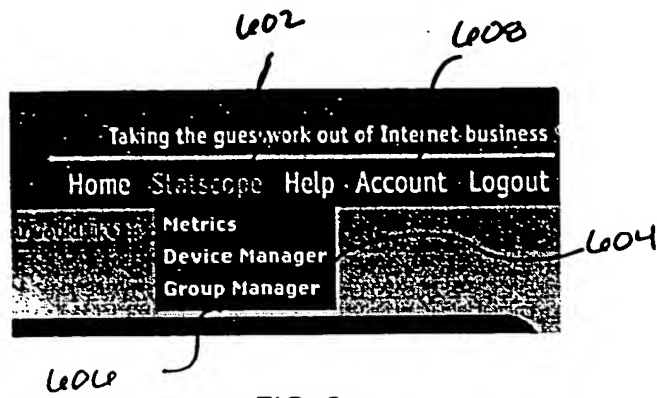 602 608
Taking the guesswork out of Internet business
Home Statscope Help Account Logout
Metrics
Device Manager
Group Manager
604
606